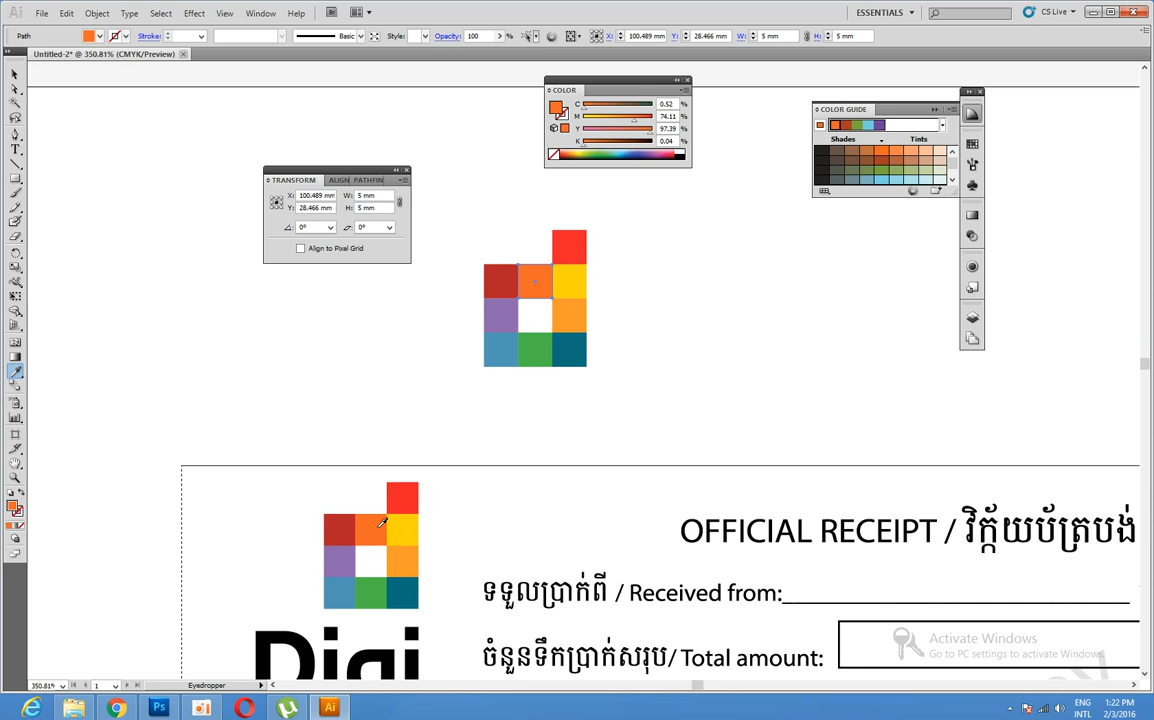 Ai File Edit Object Type Select Effect View Window Help Br ESSENTIALS CS Live
Path Stroke: Basic Style: Opacity: 100 % X: 100.489 mm Y: 28.466 mm W: 5 mm H: 5 mm
Untitled-2* @ 350.81% (CMYK/Preview)
COLOR
C 0.52 %
M 74.11 %
Y 97.39 %
K 0.04 %
COLOR GUIDE
Shades Tints
TRANSFORM ALIGN PATHFIN
X: 100.489 mm W: 5 mm
Y: 28.466 mm H: 5 mm
0° 0°
Align to Pixel Grid
OFFICIAL RECEIPT / វិក្ក័យប័ត្របង់
ទទួលប្រាក់ពី / Received from:
ចំនួនទឹកប្រាក់សរុប/ Total amount:
Digi
Activate Windows
Go to PC settings to activate Windows.
350.81% 1 Eyedropper
Ps Ai
ENG
INTL
1:22 PM
2/3/2016